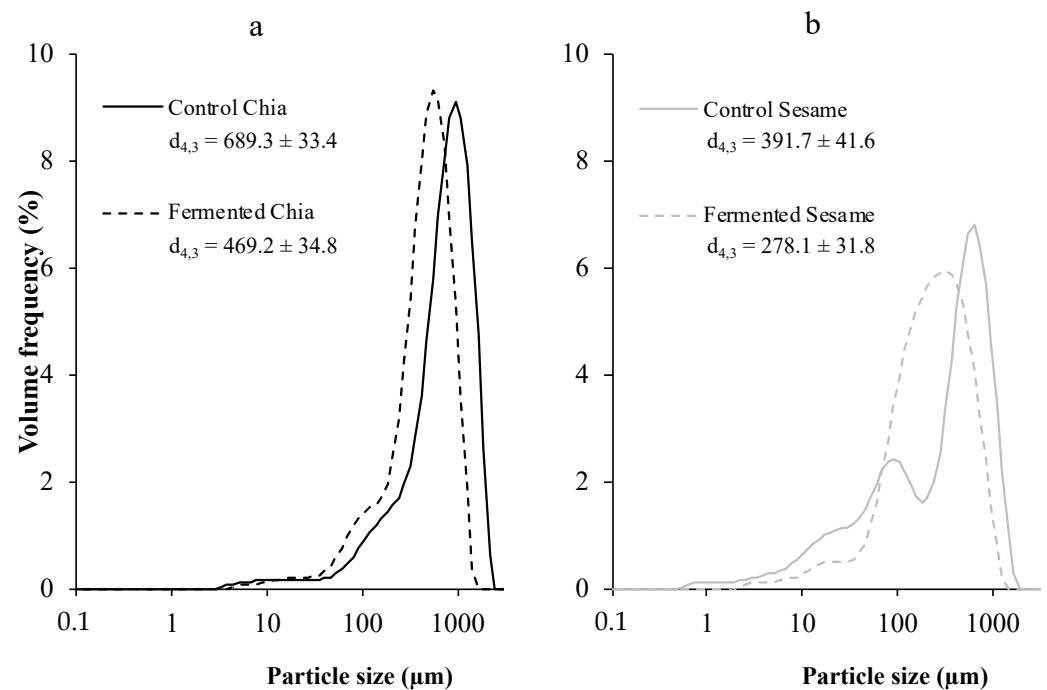 a
10
8
6
4
2
0
Volume frequency (%)
Control Chia
d4,3 = 689.3 ± 33.4
Fermented Chia
d4,3 = 469.2 ± 34.8
0.1 1 10 100 1000
Particle size (µm)
b
10
8
6
4
2
0
Control Sesame
d4,3 = 391.7 ± 41.6
Fermented Sesame
d4,3 = 278.1 ± 31.8
0.1 1 10 100 1000
Particle size (µm)